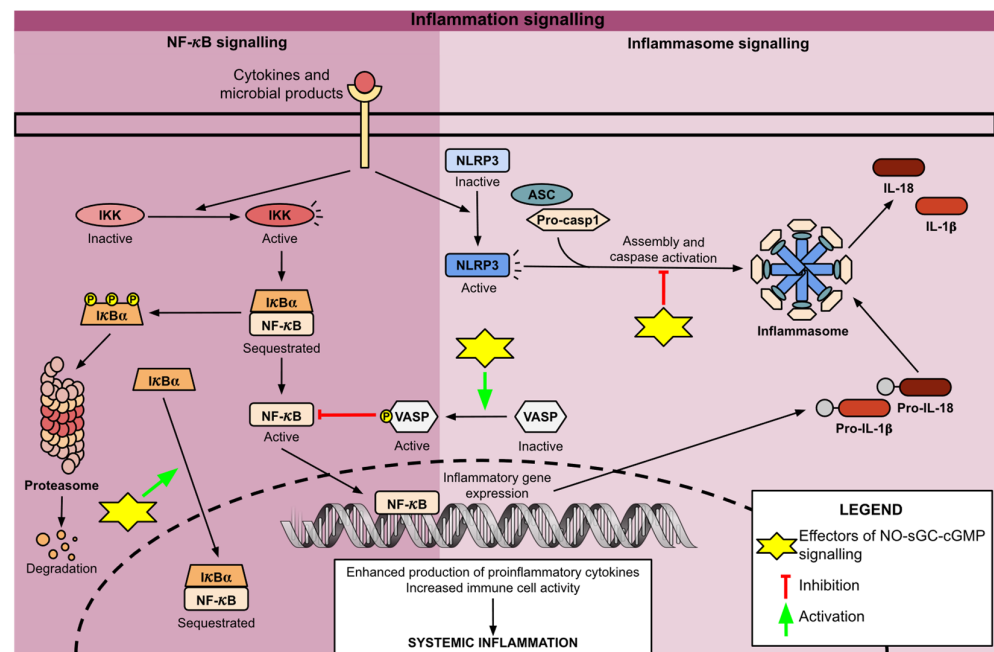 Inflammation signalling
NF-κB signalling
Inflammasome signalling
Cytokines and
microbial products
NLRP3
Inactive
ASC
Pro-casp1
IL-18
IL-1β
IKK
Inactive
IKK
Active
Assembly and
caspase activation
NLRP3
Active
Inflammasome
P P P
IκBα
IκBα
NF-κB
Sequestrated
IκBα
Pro-IL-18
Pro-IL-1β
NF-κB
Active
P
VASP
Active
VASP
Inactive
Proteasome
Degradation
Inflammatory gene
expression
NF-κB
IκBα
NF-κB
Sequestrated
Enhanced production of proinflammatory cytokines
Increased immune cell activity
SYSTEMIC INFLAMMATION
LEGEND
Effectors of NO-sGC-cGMP
signalling
Inhibition
Activation